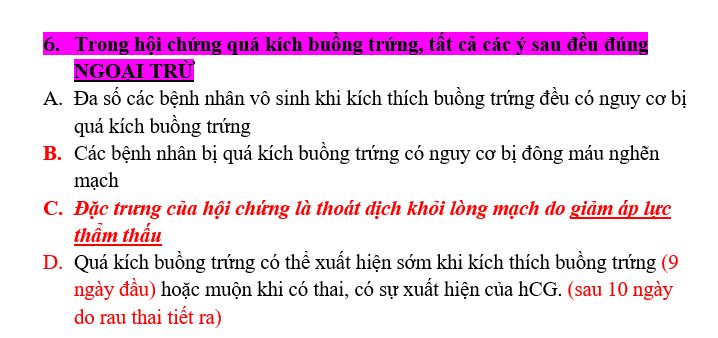 6. Trong hội chứng quá kích buồng trứng, tất cả các ý sau đều đúng
NGOẠI TRỪ
A. Đa số các bệnh nhân vô sinh khi kích thích buồng trứng đều có nguy cơ bị
quá kích buồng trứng
B. Các bệnh nhân bị quá kích buồng trứng có nguy cơ bị đông máu nghẽn
mạch
C. Đặc trưng của hội chứng là thoát dịch khỏi lòng mạch do giảm áp lực
thẩm thấu
D. Quá kích buồng trứng có thể xuất hiện sớm khi kích thích buồng trứng (9
ngày đầu) hoặc muộn khi có thai, có sự xuất hiện của hCG. (sau 10 ngày
do rau thai tiết ra)